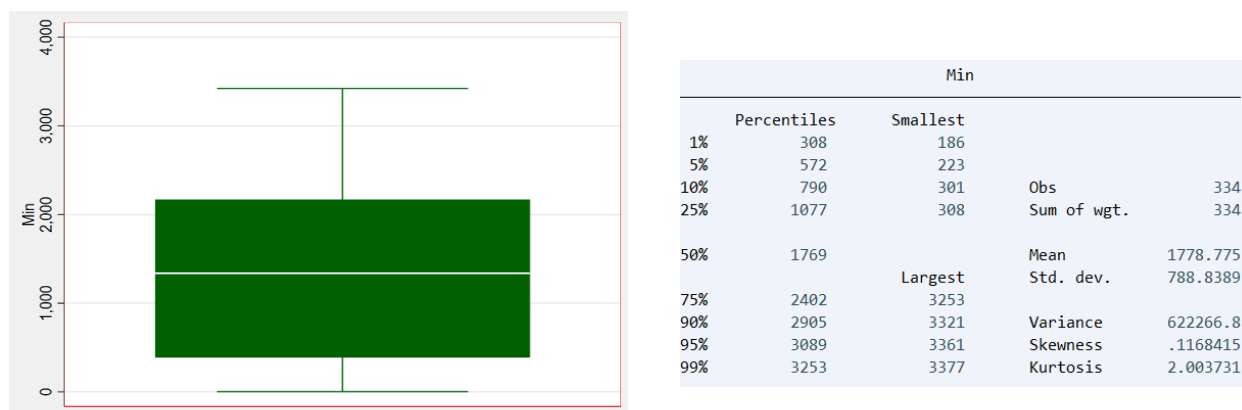 4,000
3,000
2,000
1,000
0
Min
Min
Percentiles Smallest
1% 308 186
5% 572 223
10% 790 301 Obs 334
25% 1077 308 Sum of wgt. 334
50% 1769 Mean 1778.775
Largest Std. dev. 788.8389
75% 2402 3253
90% 2905 3321 Variance 622266.8
95% 3089 3361 Skewness .1168415
99% 3253 3377 Kurtosis 2.003731